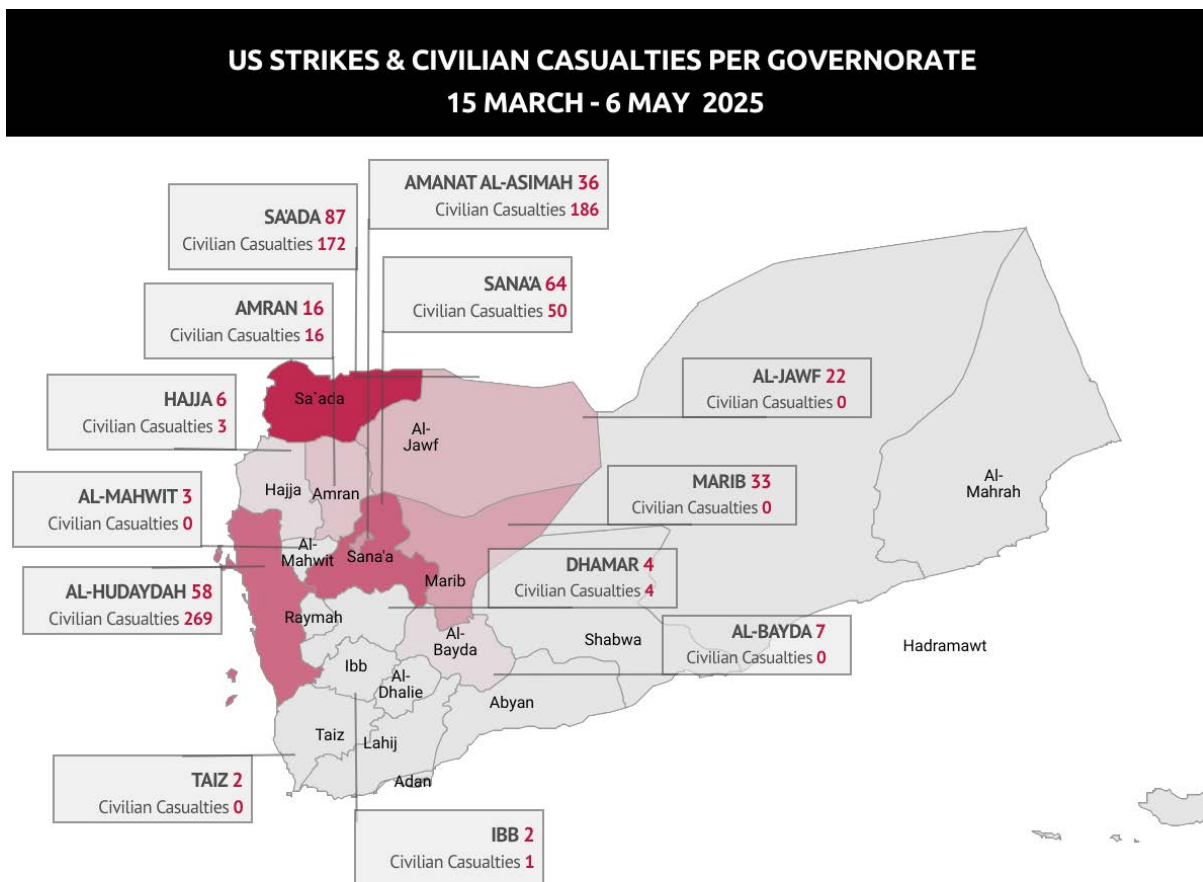 US STRIKES & CIVILIAN CASUALTIES PER GOVERNORATE
15 MARCH - 6 MAY 2025
AMANAT AL-ASIMAH 36
Civilian Casualties 186
SA'ADA 87
Civilian Casualties 172
SANA'A 64
Civilian Casualties 50
AMRAN 16
Civilian Casualties 16
AL-JAWF 22
Civilian Casualties 0
HAJJA 6
Civilian Casualties 3
Sa`ada
Al-
Jawf
MARIB 33
Civilian Casualties 0
Al-
Mahrah
AL-MAHWIT 3
Civilian Casualties 0
Hajja
Amran
Al-
Mahwit
Sana'a
Marib
DHAMAR 4
Civilian Casualties 4
AL-HUDAYDAH 58
Civilian Casualties 269
Raymah
Al-
Bayda
Shabwa
AL-BAYDA 7
Civilian Casualties 0
Hadramawt
Ibb
Al-
Dhalie
Abyan
Taiz
Lahij
Adan
TAIZ 2
Civilian Casualties 0
IBB 2
Civilian Casualties 1